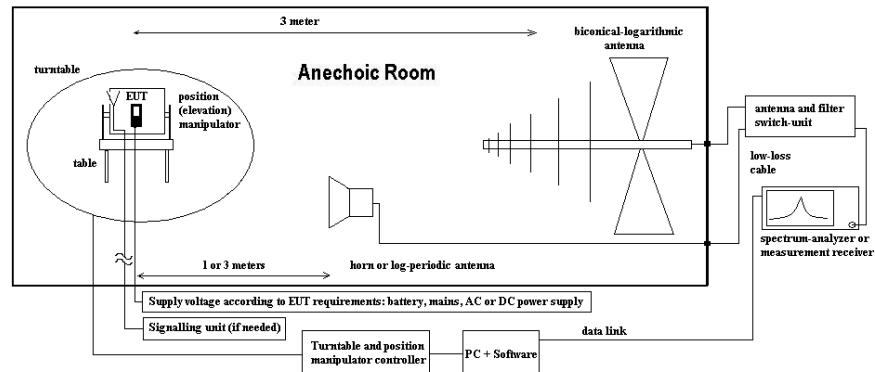 3 meter
biconical-logarithmic
antenna
turntable
Anechoic Room
EUT
position
(elevation)
manipulator
antenna and filter
switch-unit
table
low-loss
cable
spectrum-analyzer or
measurement receiver
1 or 3 meters
horn or log-periodic antenna
Supply voltage according to EUT requirements: battery, mains, AC or DC power supply
Signalling unit (if needed)
data link
Turntable and position
manipulator controller
PC + Software